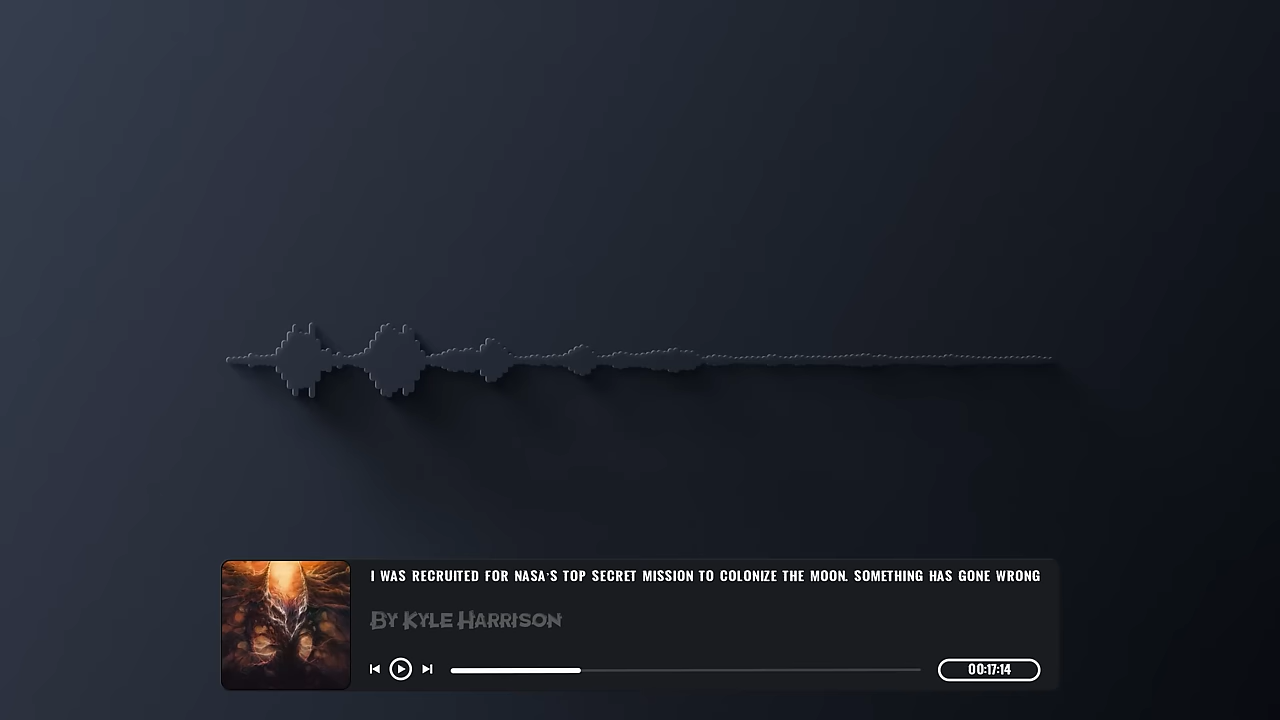 I WAS RECRUITED FOR NASA'S TOP SECRET MISSION TO COLONIZE THE MOON. SOMETHING HAS GONE WRONG
BY KYLE HARRISON
00:17:14